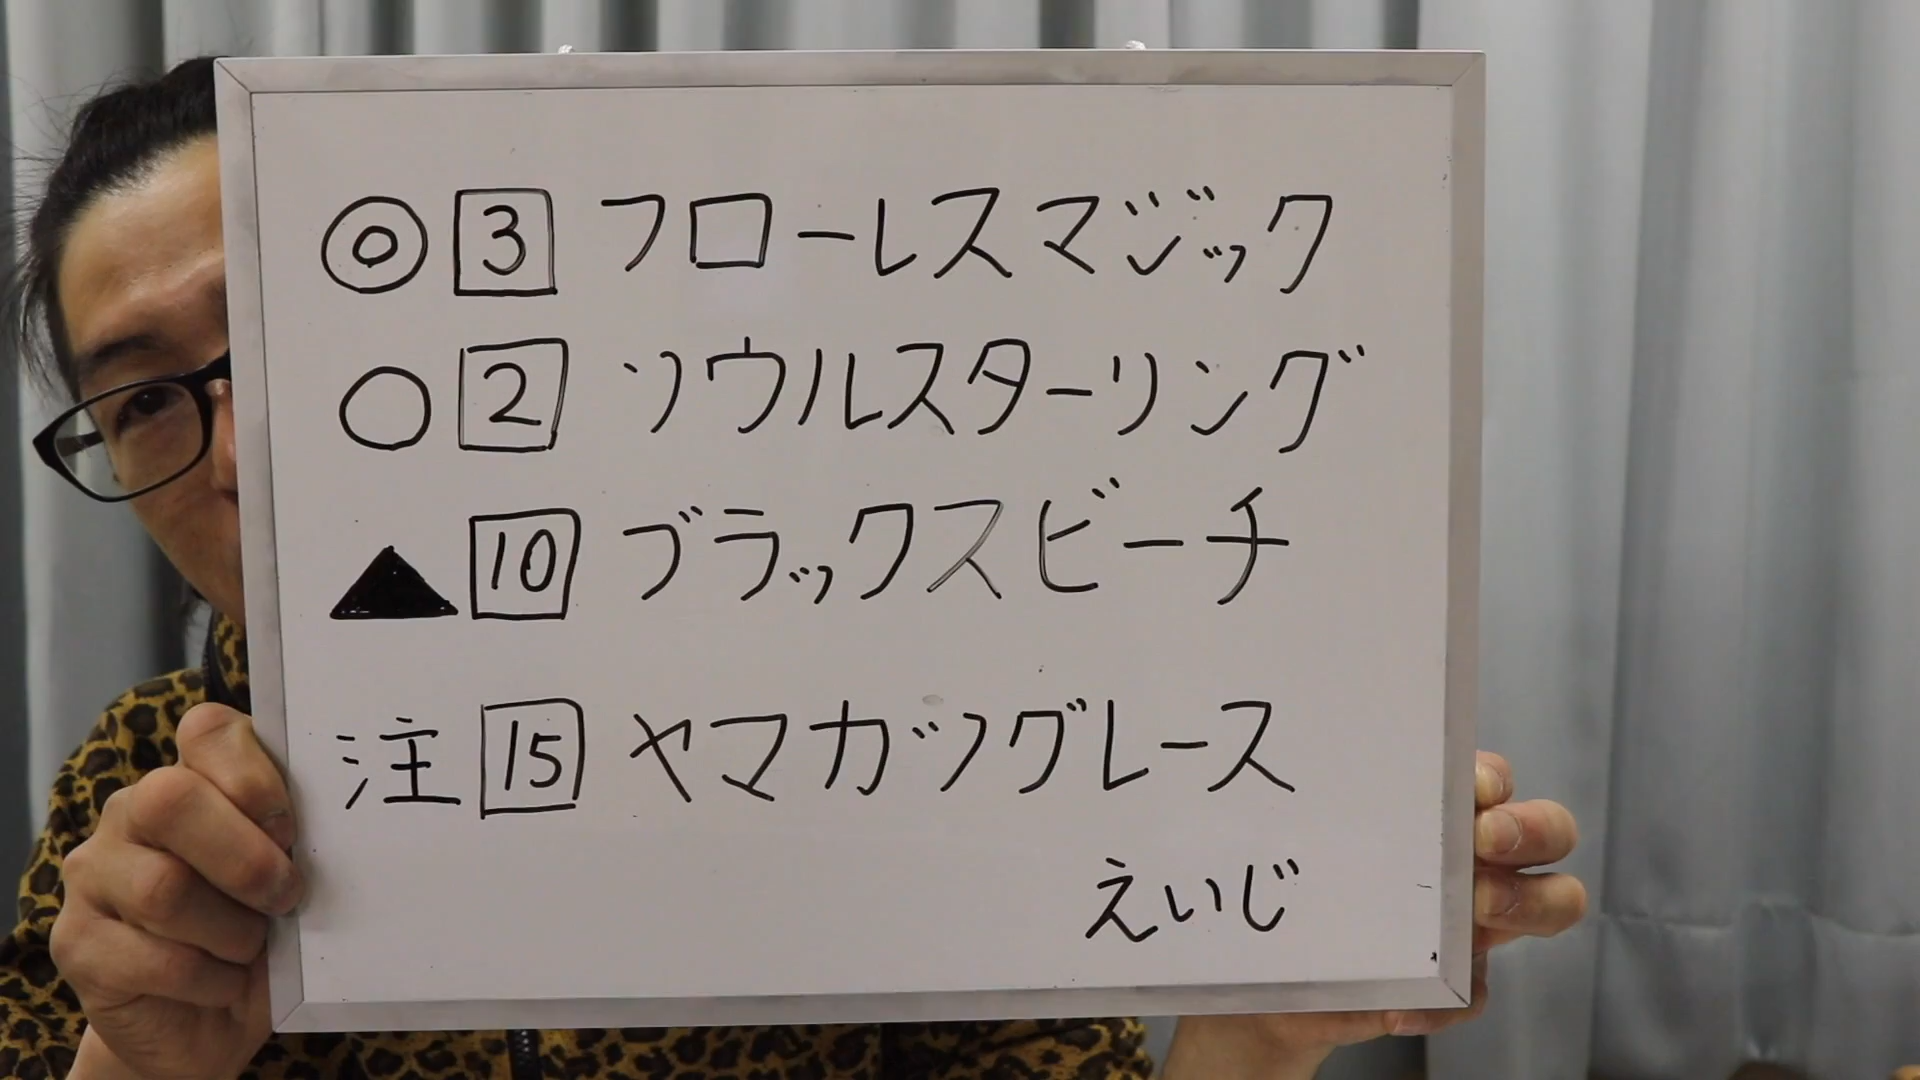 ◎ 3 フローレスマジック
○ 2 ソウルスターリング
▲ 10 ブラックスビーチ
注 15 ヤマカツグレース
えいじ